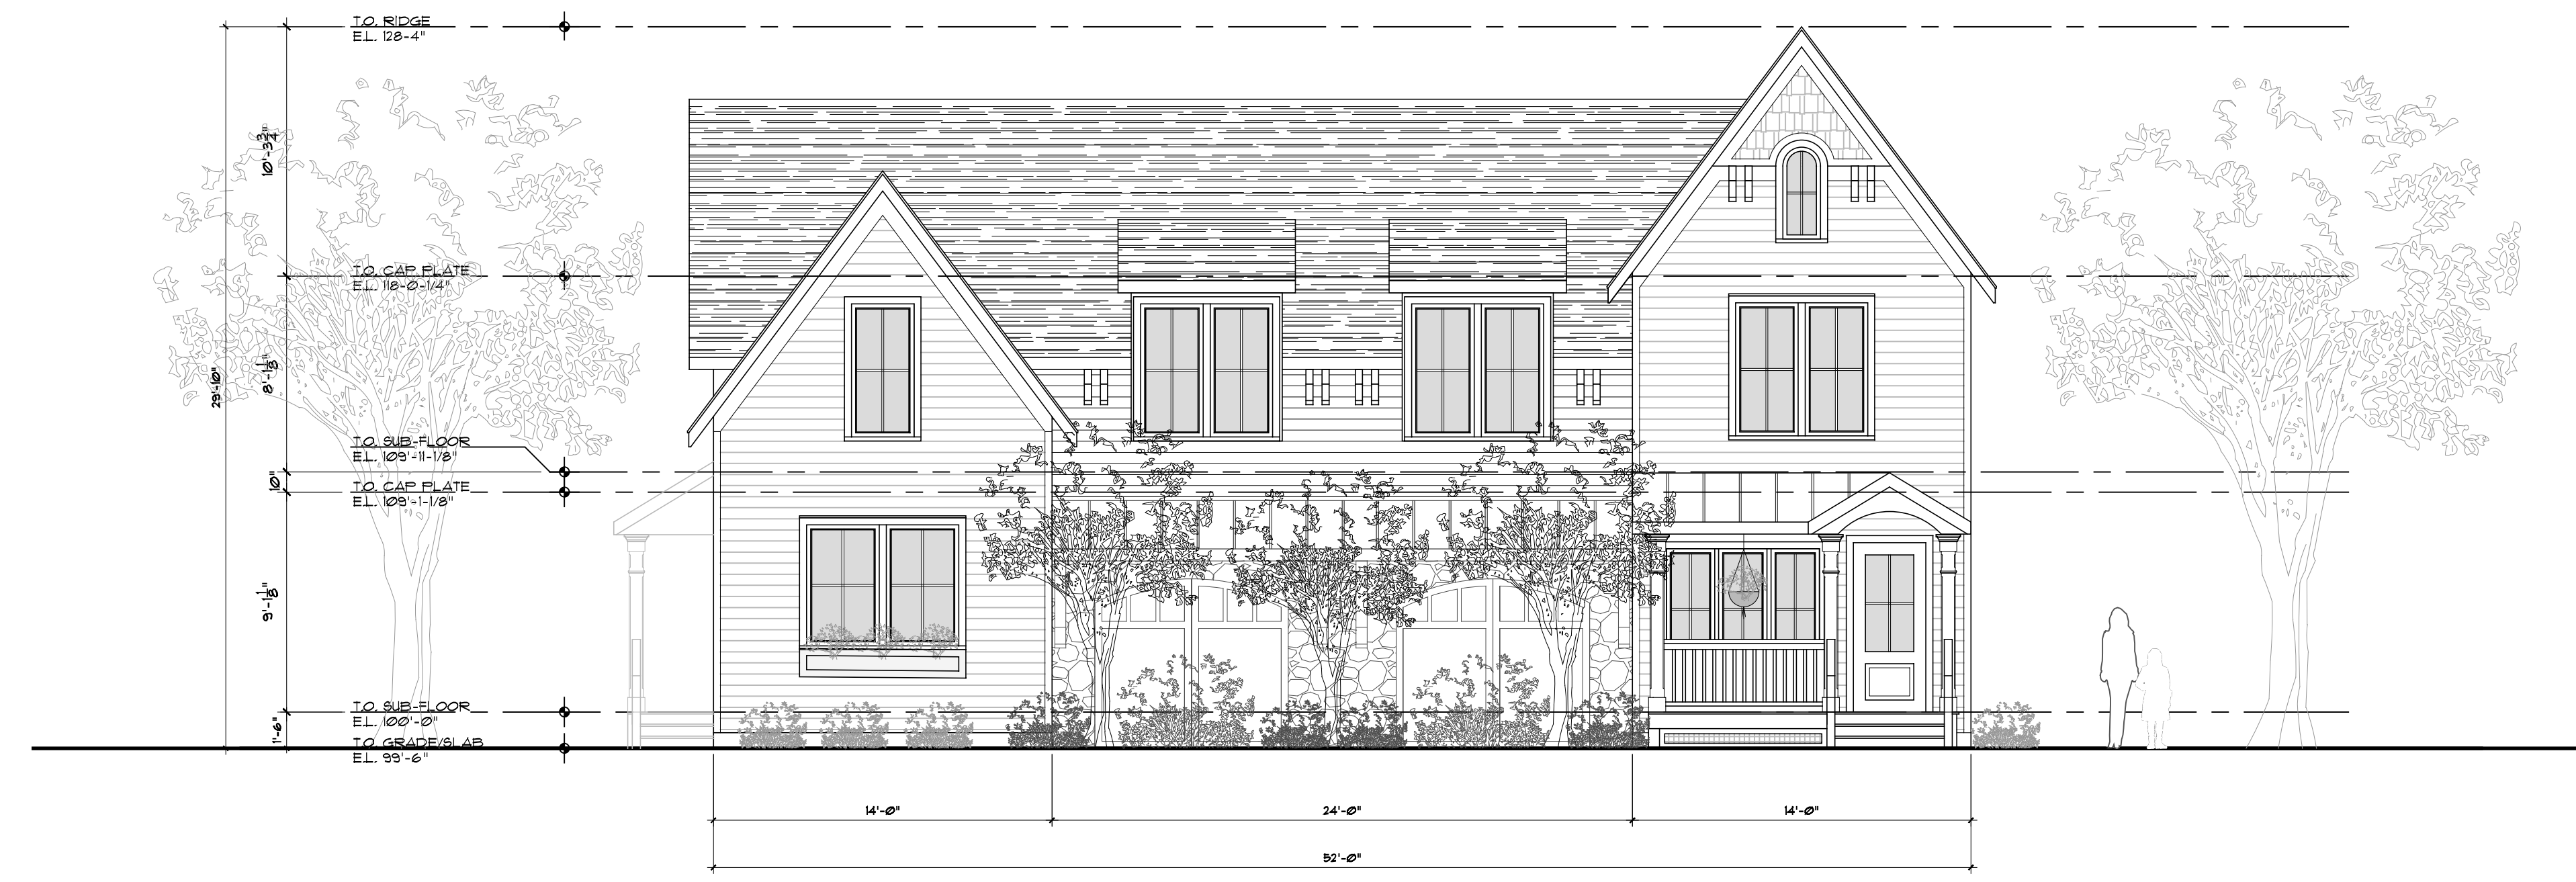 T.O. RIDGE
E.L. 128-4"
10'-3 3/4"
T.O. CAP PLATE
E.L. 118-0-1/4"
8'-1 1/8"
29'-10"
T.O. SUB-FLOOR
E.L. 109'-11-1/8"
10"
T.O. CAP PLATE
E.L. 109'-1-1/8"
9'-1 1/8"
T.O. SUB-FLOOR
E.L. 100'-0"
1'-6"
T.O. GRADE/SLAB
E.L. 99'-6"
14'-0"
24'-0"
14'-0"
52'-0"